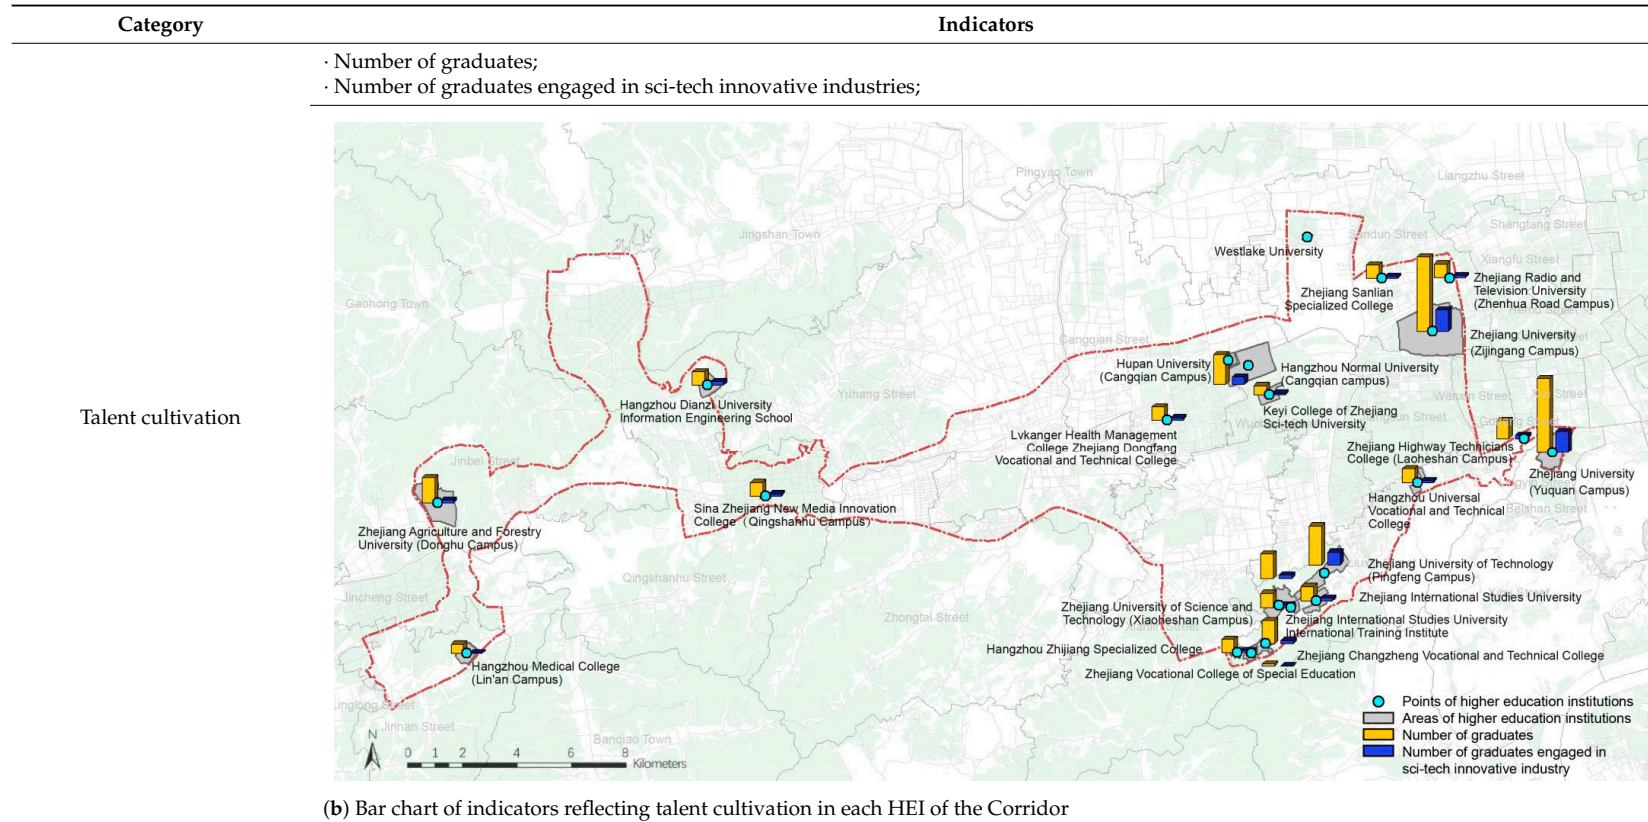 Category Indicators
· Number of graduates;
· Number of graduates engaged in sci-tech innovative industries;
Talent cultivation
Pingyao Town
Liangzhu Street
Shangtang Street
Jingshan Town
Sandun Street
Westlake University
Xiangfu Street
Zhejiang Sanlian
Specialized College
Zhejiang Radio and
Television University
(Zhenhua Road Campus)
Gaohong Town
Zhejiang University
(Zijingang Campus)
Cangqian Street
Hupan University
(Cangqian Campus)
Hangzhou Normal University
(Cangqian campus)
Yuhang Street
Hangzhou Dianzi University
Information Engineering School
Wenxin Street
Keyi College of Zhejiang
Sci-tech University
Lvkanger Health Management
College Zhejiang Dongfang
Vocational and Technical College
Zhejiang Highway Technicians
College (Laoheshan Campus)
Jinbei Street
Zhejiang University
(Yuquan Campus)
Hangzhou Universal
Vocational and Technical
College
Beishan Street
Sina Zhejiang New Media Innovation
College (Qingshanhu Campus)
Zhejiang Agriculture and Forestry
University (Donghu Campus)
Qingshanhu Street
Zhejiang University of Technology
(Pingfeng Campus)
Jincheng Street
Zhejiang International Studies University
Zhongtai Street
Zhejiang University of Science and
Technology (Xiaoheshan Campus)
Zhejiang International Studies University
International Training Institute
Hangzhou Zhijiang Specialized College
Zhejiang Changzheng Vocational and Technical College
Hangzhou Medical College
(Lin'an Campus)
Zhejiang Vocational College of Special Education
Linglong Street
Jinnan Street
Banqiao Town
N
0 1 2 4 6 8
Kilometers
Points of higher education institutions
Areas of higher education institutions
Number of graduates
Number of graduates engaged in
sci-tech innovative industry
(b) Bar chart of indicators reflecting talent cultivation in each HEI of the Corridor